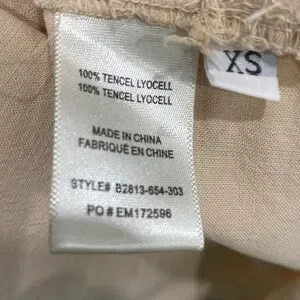 XS
100% TENCEL LYOCELL
100% TENCEL LYOCELL
MADE IN CHINA
FABRIQUÉ EN CHINE
STYLE# B2813-654-303
PO # EM172596